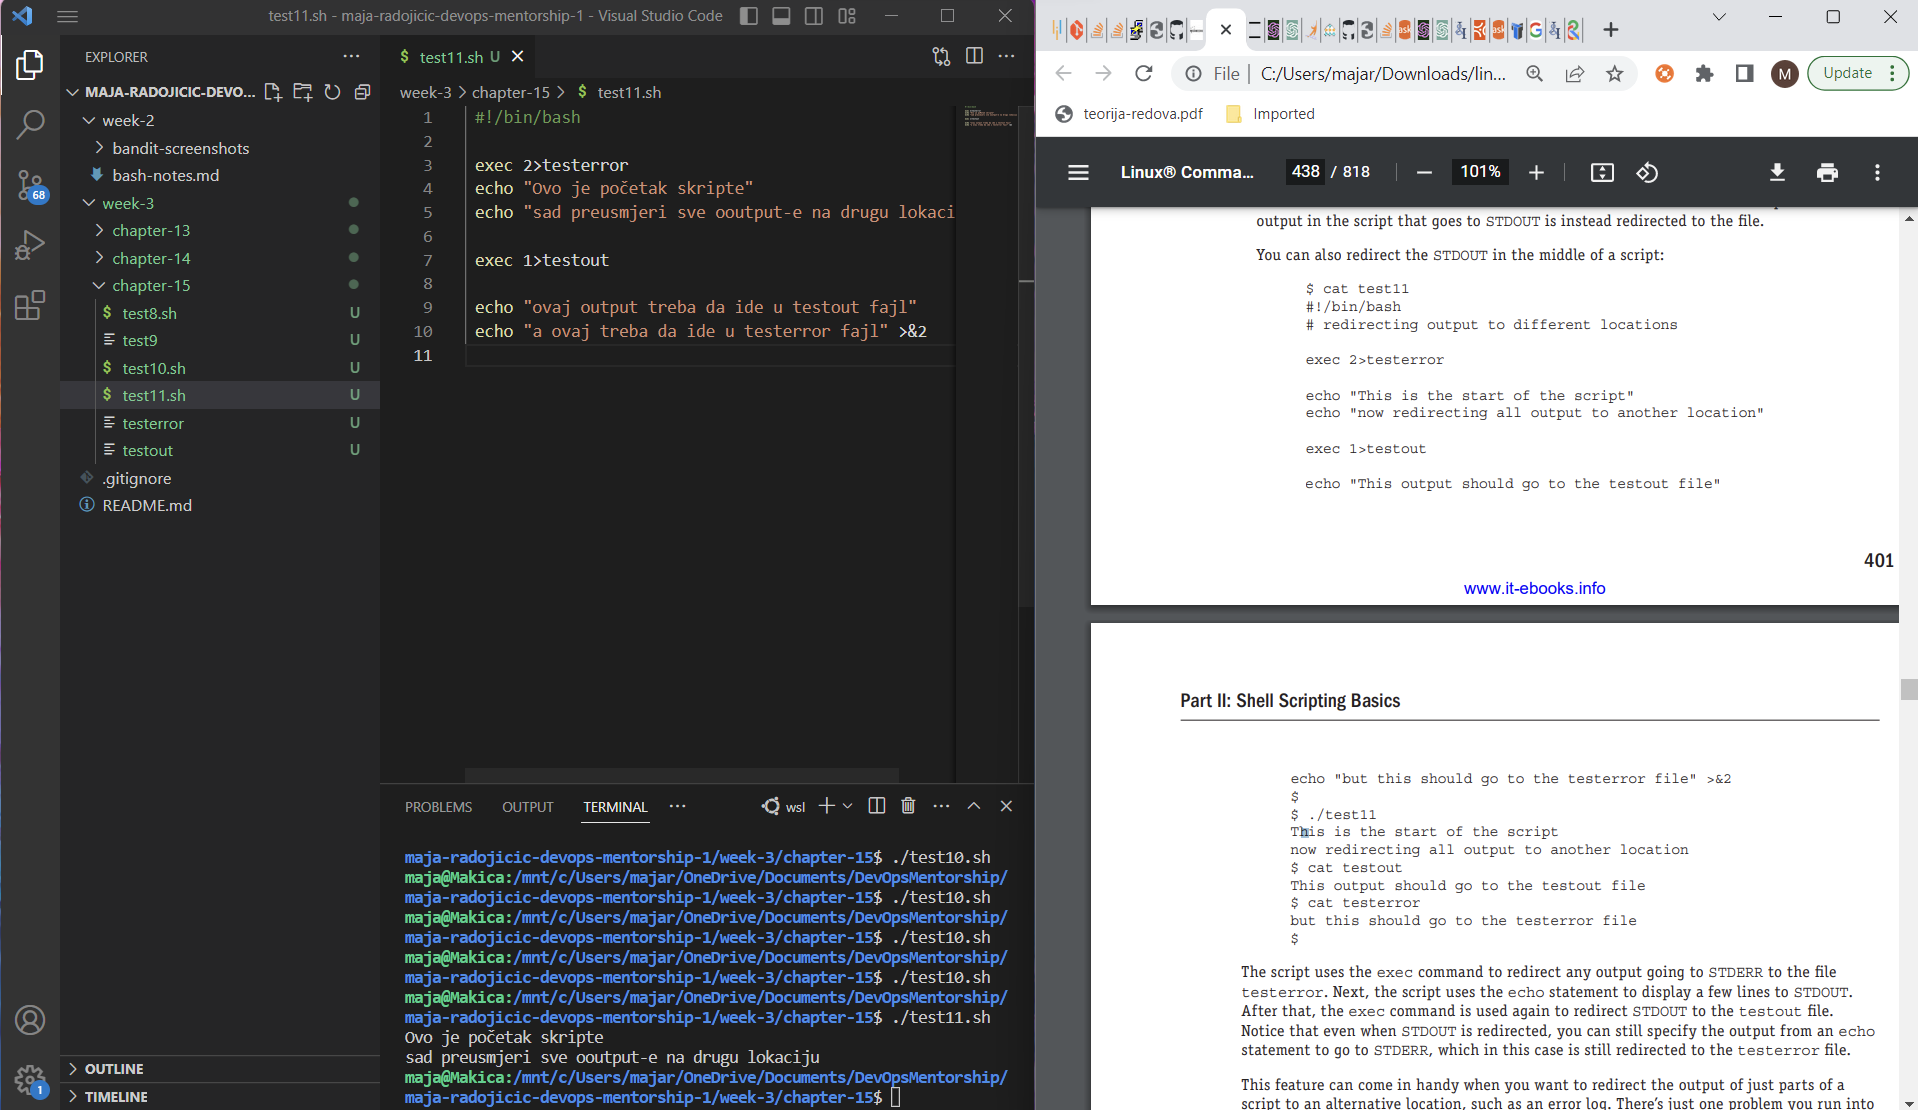 test11.sh - maja-radojicic-devops-mentorship-1 - Visual Studio Code
EXPLORER
MAJA-RADOJICIC-DEVO...
week-2
bandit-screenshots
bash-notes.md
week-3
chapter-13
chapter-14
chapter-15
test8.sh U
test9 U
test10.sh U
test11.sh U
testerror U
testout U
.gitignore
README.md
OUTLINE
TIMELINE
68
1
test11.sh U
week-3 > chapter-15 > $ test11.sh
1 #!/bin/bash
2
3 exec 2>testerror
4 echo "Ovo je početak skripte"
5 echo "sad preusmjeri sve ooutput-e na drugu lokaci
6
7 exec 1>testout
8
9 echo "ovaj output treba da ide u testout fajl"
10 echo "a ovaj treba da ide u testerror fajl" >&2
11
PROBLEMS OUTPUT TERMINAL ··· wsl
maja-radojicic-devops-mentorship-1/week-3/chapter-15$ ./test10.sh
maja@Makica:/mnt/c/Users/majar/OneDrive/Documents/DevOpsMentorship/
maja-radojicic-devops-mentorship-1/week-3/chapter-15$ ./test10.sh
maja@Makica:/mnt/c/Users/majar/OneDrive/Documents/DevOpsMentorship/
maja-radojicic-devops-mentorship-1/week-3/chapter-15$ ./test10.sh
maja@Makica:/mnt/c/Users/majar/OneDrive/Documents/DevOpsMentorship/
maja-radojicic-devops-mentorship-1/week-3/chapter-15$ ./test10.sh
maja@Makica:/mnt/c/Users/majar/OneDrive/Documents/DevOpsMentorship/
maja-radojicic-devops-mentorship-1/week-3/chapter-15$ ./test11.sh
Ovo je početak skripte
sad preusmjeri sve ooutput-e na drugu lokaciju
maja@Makica:/mnt/c/Users/majar/OneDrive/Documents/DevOpsMentorship/
maja-radojicic-devops-mentorship-1/week-3/chapter-15$
File | C:/Users/majar/Downloads/lin... M Update
teorija-redova.pdf Imported
Linux® Comma... 438 / 818 101%
output in the script that goes to STDOUT is instead redirected to the file.
You can also redirect the STDOUT in the middle of a script:
$ cat test11
#!/bin/bash
# redirecting output to different locations
exec 2>testerror
echo "This is the start of the script"
echo "now redirecting all output to another location"
exec 1>testout
echo "This output should go to the testout file"
401
www.it-ebooks.info
Part II: Shell Scripting Basics
echo "but this should go to the testerror file" >&2
$
$ ./test11
This is the start of the script
now redirecting all output to another location
$ cat testout
This output should go to the testout file
$ cat testerror
but this should go to the testerror file
$
The script uses the exec command to redirect any output going to STDERR to the file
testerror. Next, the script uses the echo statement to display a few lines to STDOUT.
After that, the exec command is used again to redirect STDOUT to the testout file.
Notice that even when STDOUT is redirected, you can still specify the output from an echo
statement to go to STDERR, which in this case is still redirected to the testerror file.
This feature can come in handy when you want to redirect the output of just parts of a
script to an alternative location, such as an error log. There's just one problem you run into